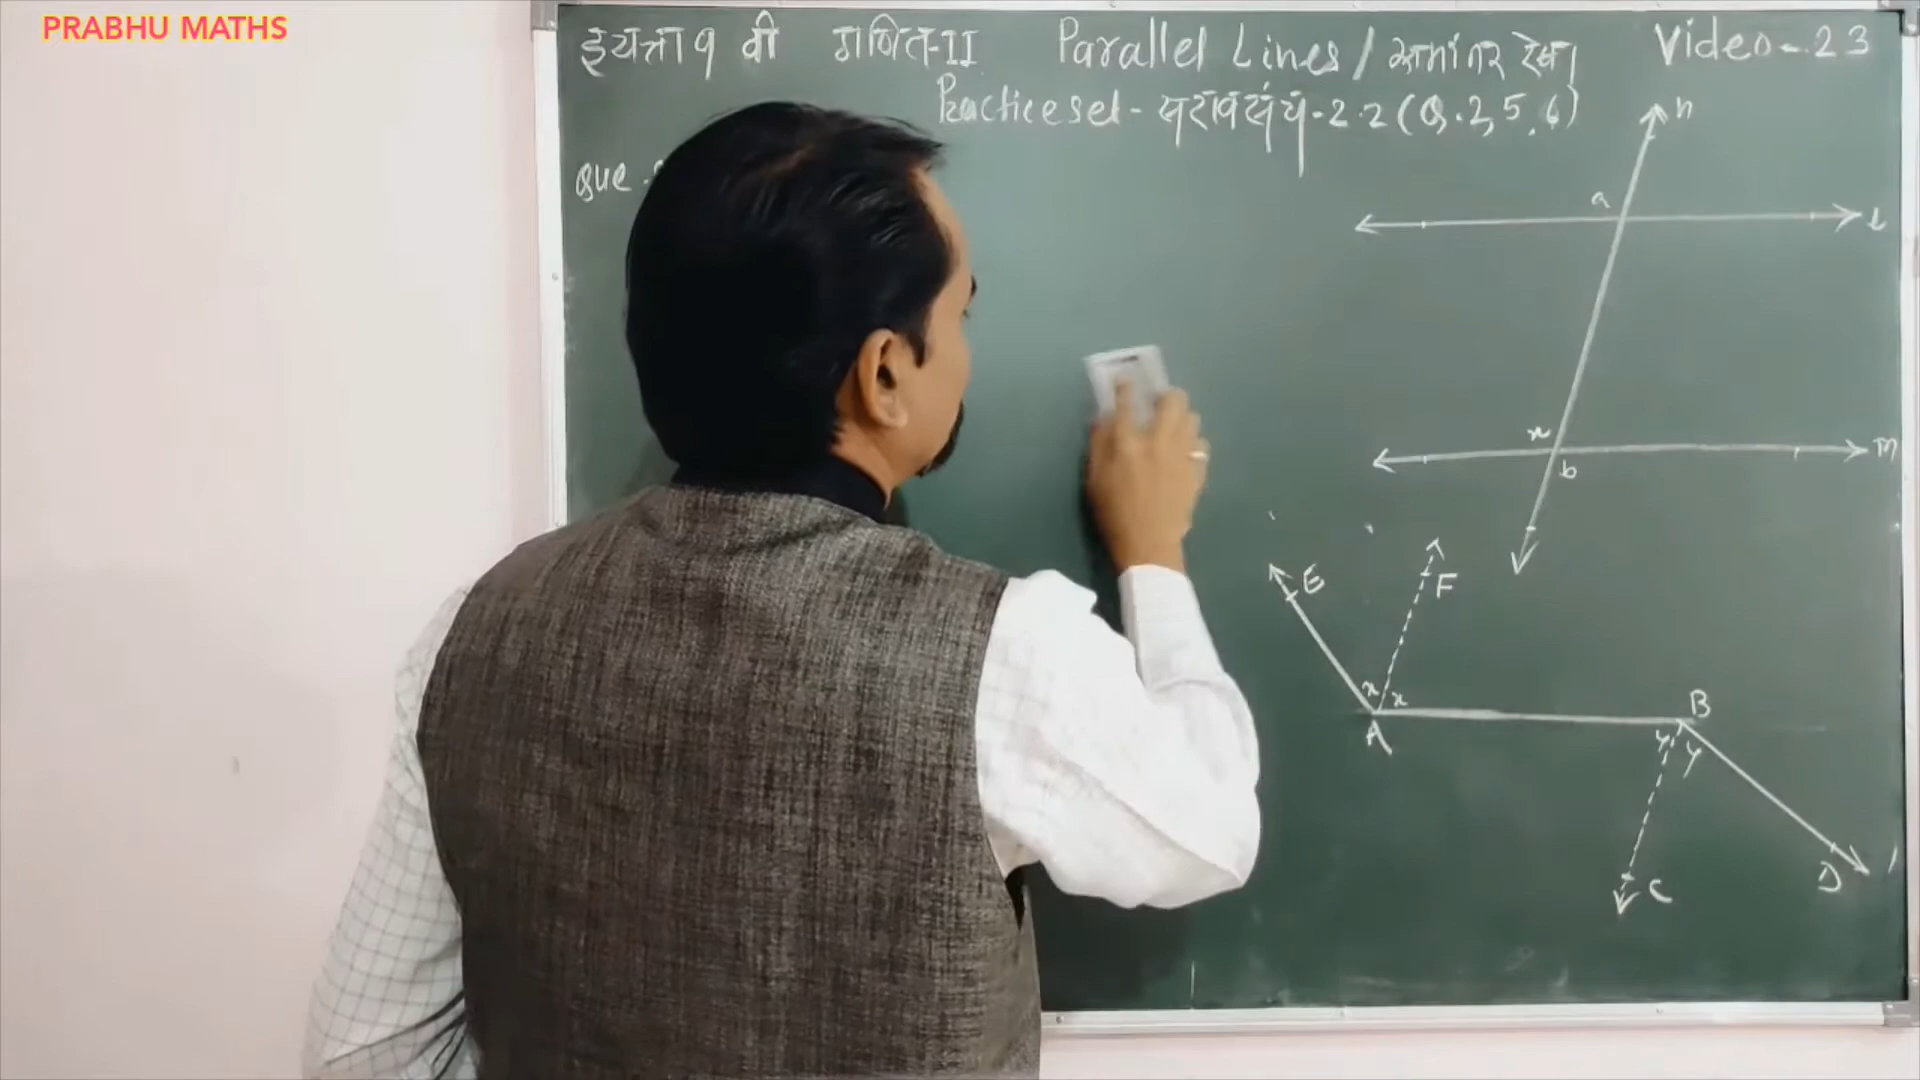 PRABHU MATHS
इयत्ता ९ वी गणित-II Parallel Lines / समांतर रेषा Video - 23
Practice set - सरावसंच - 2.2 (Q. 2, 5, 6)
n
Que.
a
l
x
m
b
E
F
x x
B
A
y y
D
C